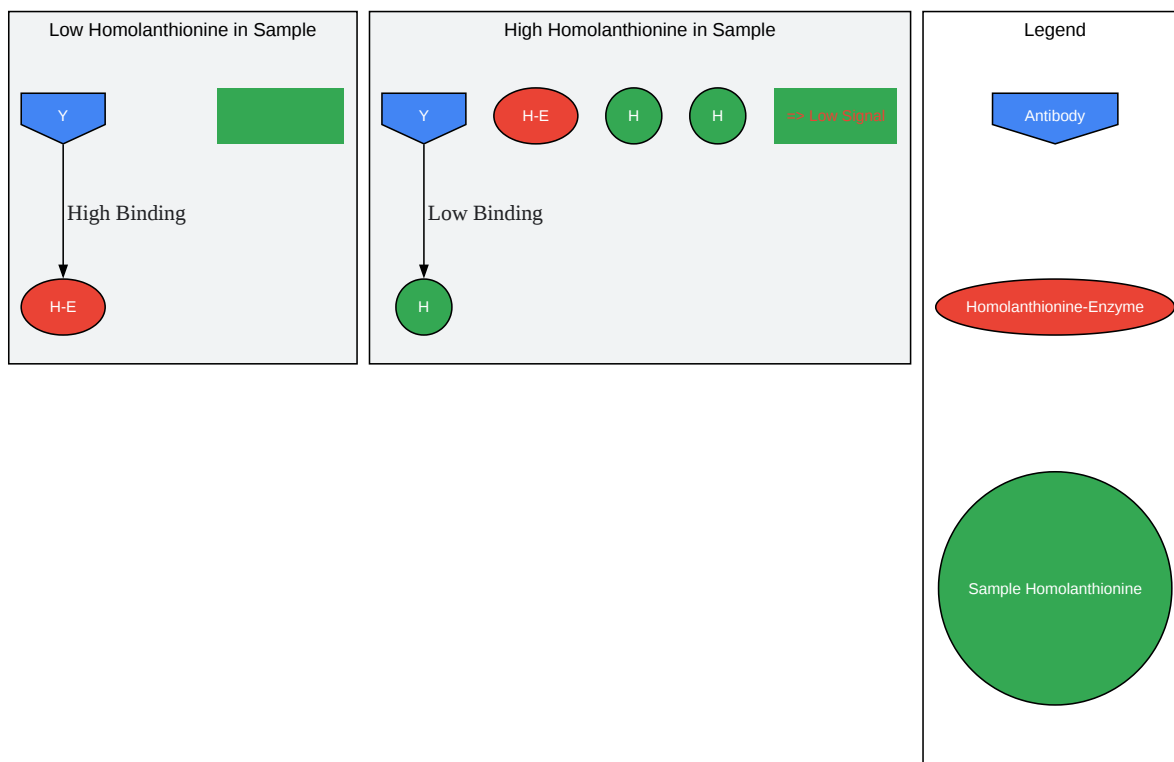 Low Homolanthionine in Sample
Y
High Binding
H-E
High Homolanthionine in Sample
Y
H-E
H
H
=> Low Signal
Low Binding
H
Legend
Antibody
Homolanthionine-Enzyme
Sample Homolanthionine